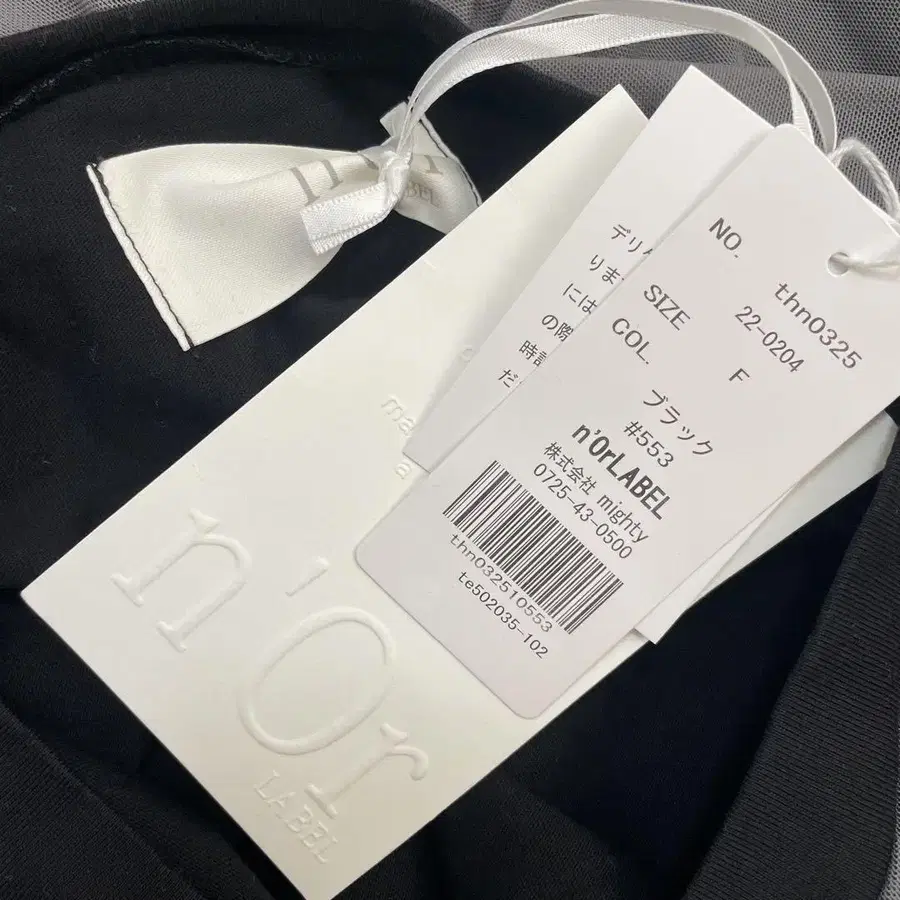 NO. thn0325
22-0204
SIZE F
COL. ブラック
#553
n'OrLABEL
株式会社 mighty
0725-43-0500
thn032510553
te502035-102
デリ
りま
には
の際
時
だ
ma
a
n'Or
LABEL